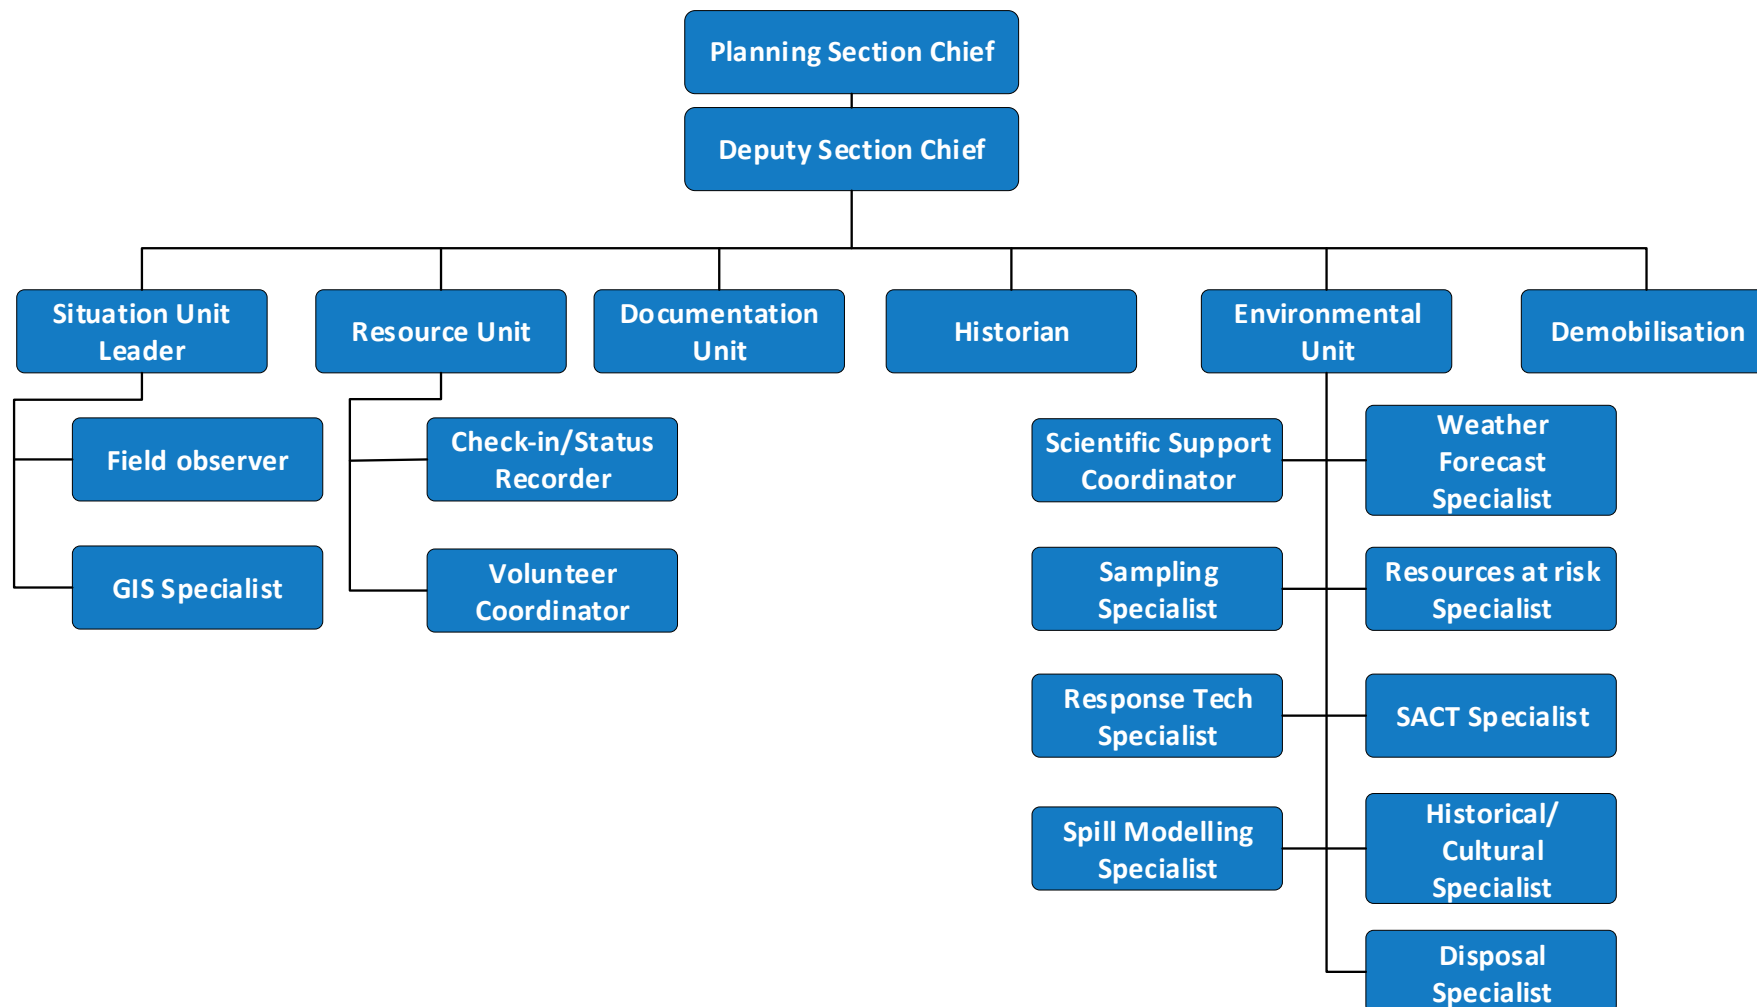 Planning Section Chief
Deputy Section Chief
Situation Unit
Leader
Resource Unit
Documentation
Unit
Historian
Environmental
Unit
Demobilisation
Field observer
GIS Specialist
Check-in/Status
Recorder
Volunteer
Coordinator
Scientific Support
Coordinator
Weather
Forecast
Specialist
Sampling
Specialist
Resources at risk
Specialist
Response Tech
Specialist
SACT Specialist
Spill Modelling
Specialist
Historical/
Cultural
Specialist
Disposal
Specialist